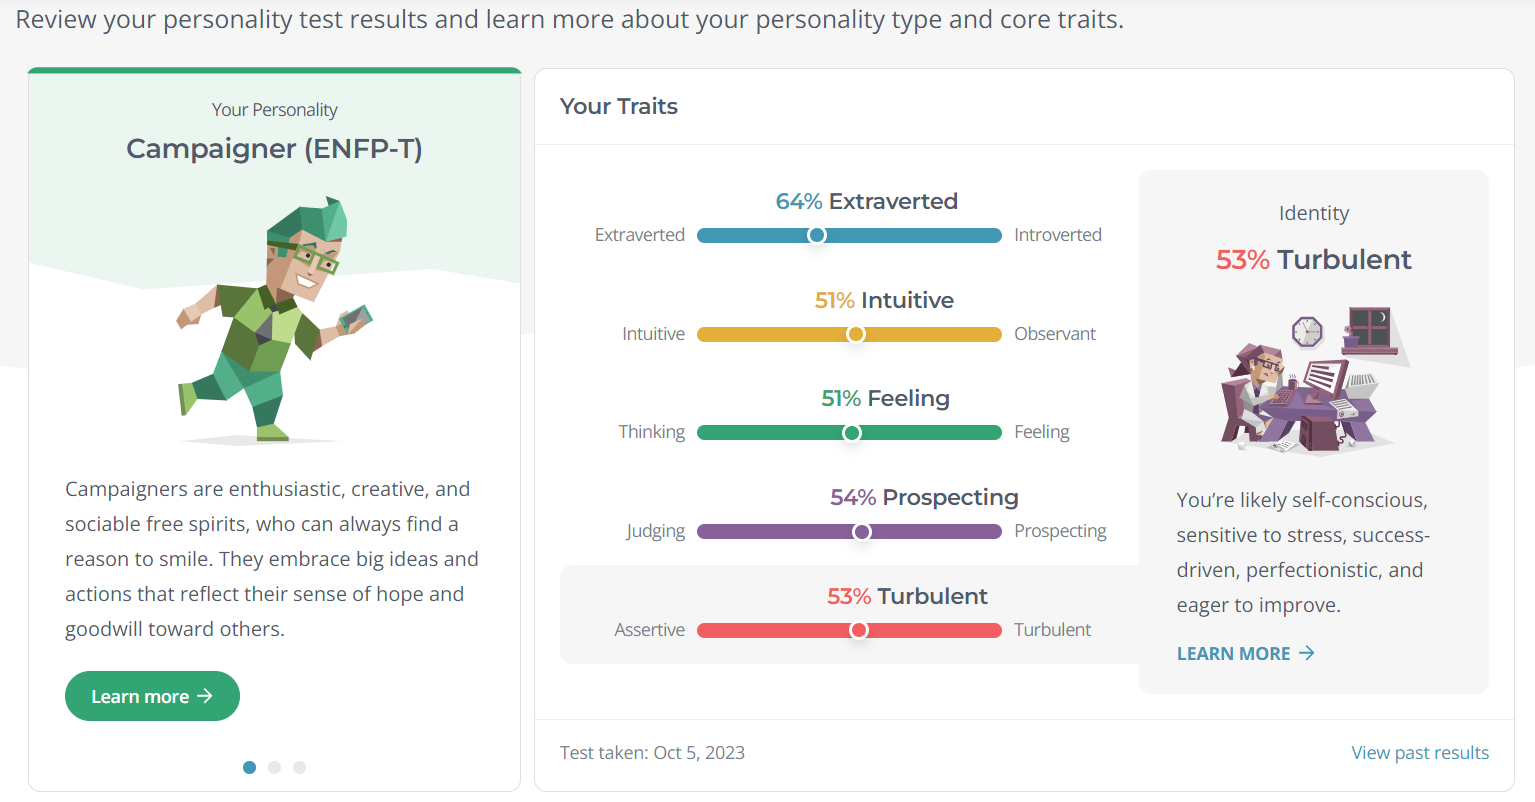 Review your personality test results and learn more about your personality type and core traits.
Your Personality
Campaigner (ENFP-T)
Campaigners are enthusiastic, creative, and
sociable free spirits, who can always find a
reason to smile. They embrace big ideas and
actions that reflect their sense of hope and
goodwill toward others.
Learn more →
Your Traits
64% Extraverted
Extraverted Introverted
51% Intuitive
Intuitive Observant
51% Feeling
Thinking Feeling
54% Prospecting
Judging Prospecting
53% Turbulent
Assertive Turbulent
Identity
53% Turbulent
You’re likely self-conscious,
sensitive to stress, success-
driven, perfectionistic, and
eager to improve.
LEARN MORE →
Test taken: Oct 5, 2023
View past results